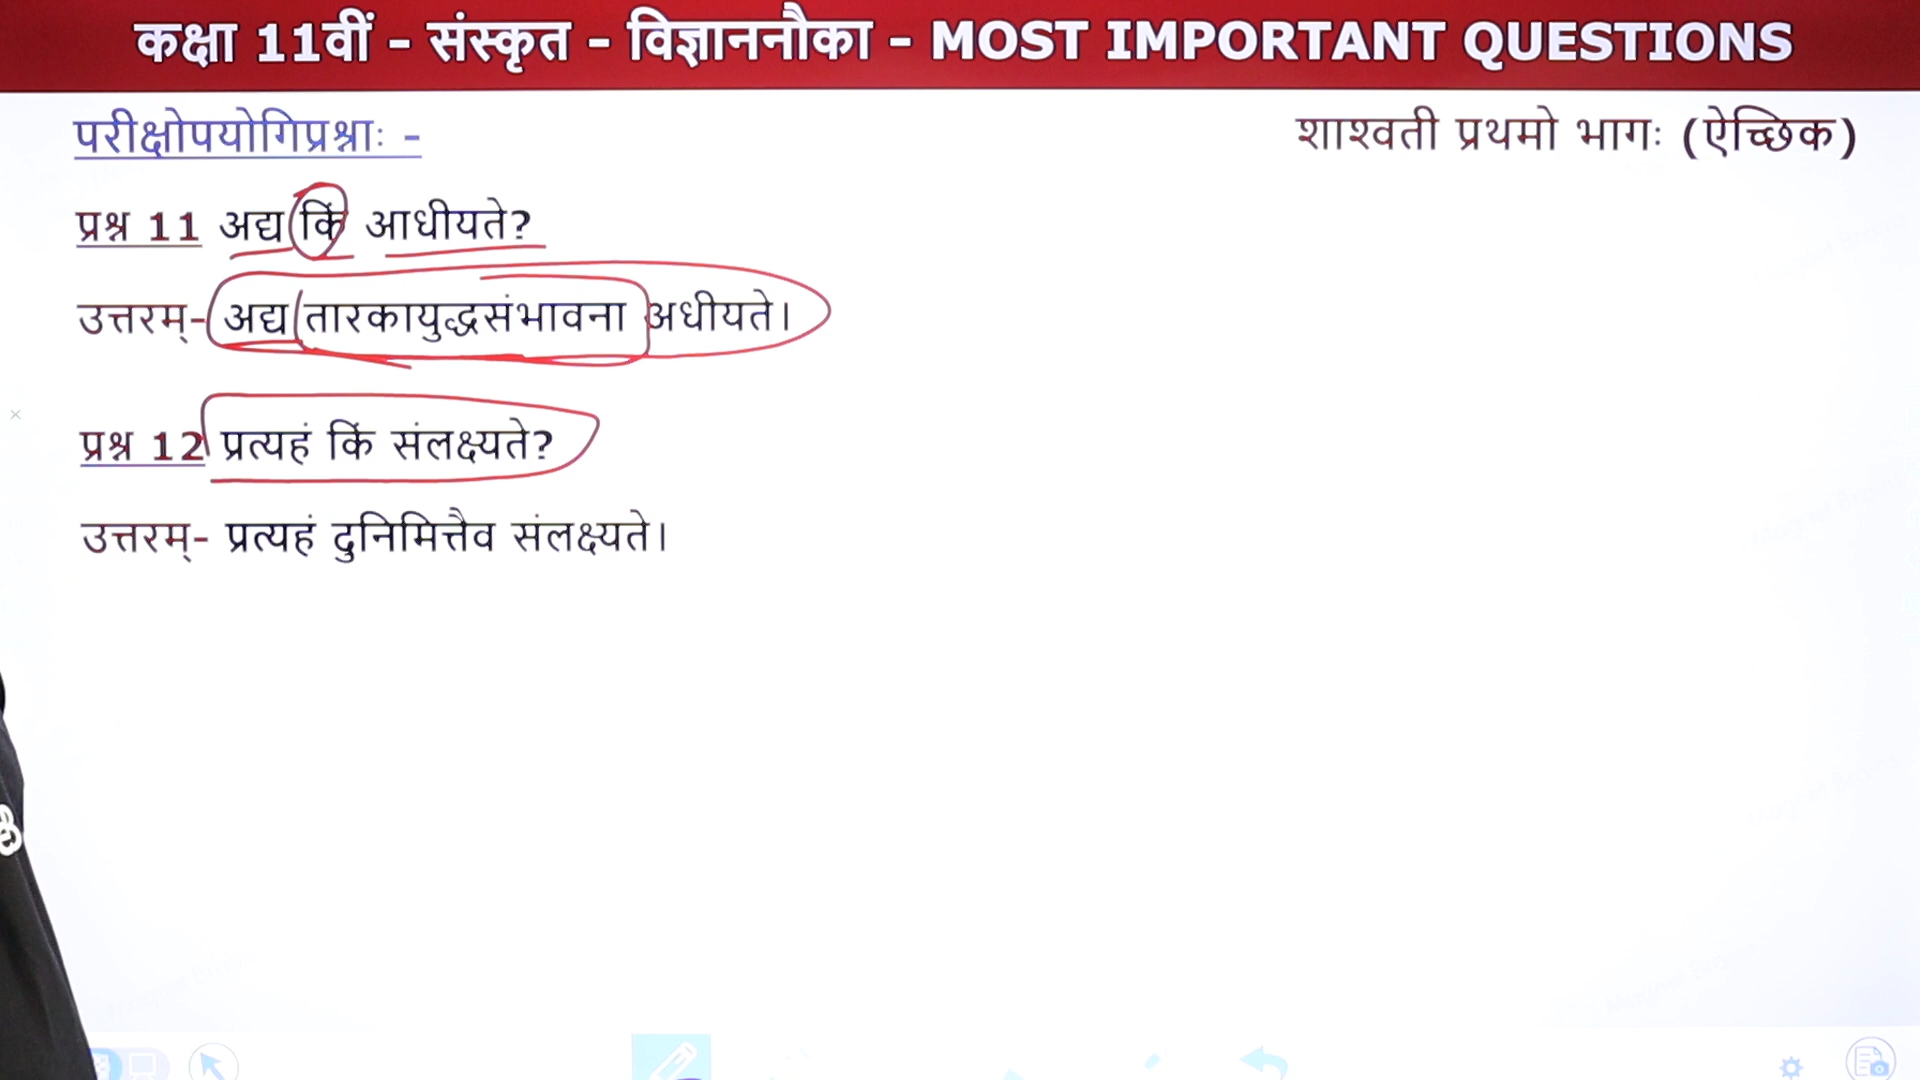 कक्षा 11वीं - संस्कृत - विज्ञाननौका - MOST IMPORTANT QUESTIONS
परीक्षोपयोगिप्रश्नाः -
शाश्वती प्रथमो भागः (ऐच्छिक)
प्रश्न 11 अद्य किं आधीयते?
उत्तरम्- अद्य तारकायुद्धसंभावना अधीयते।
प्रश्न 12 प्रत्यहं किं संलक्ष्यते?
उत्तरम्- प्रत्यहं दुनिमित्तैव संलक्ष्यते।